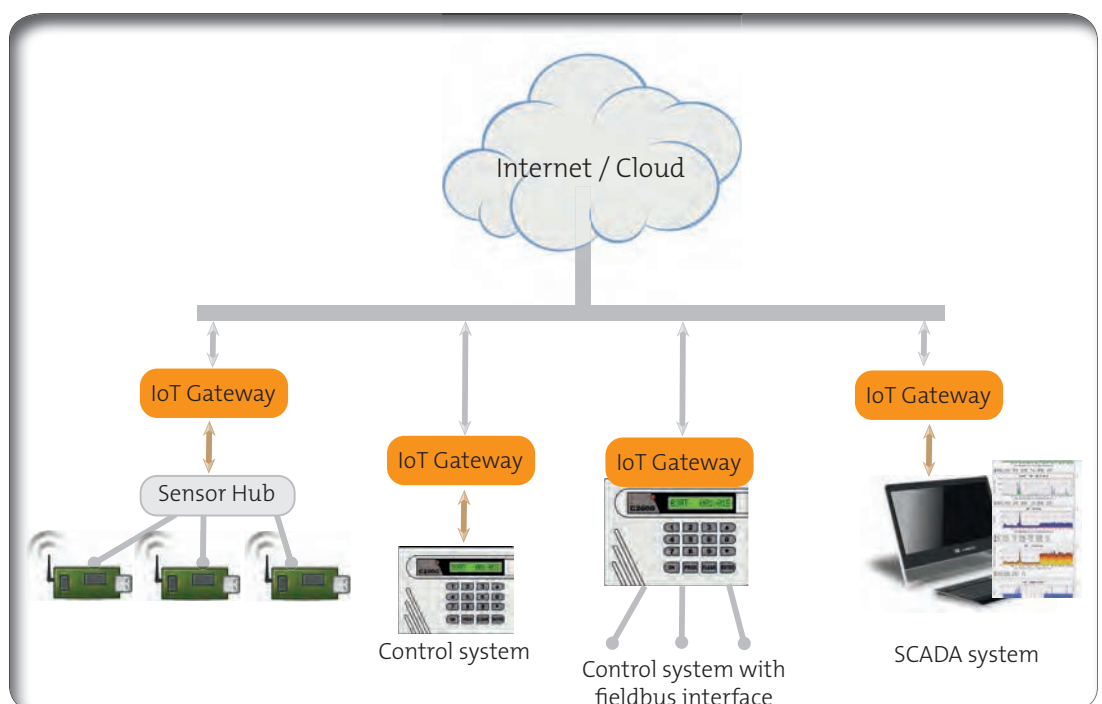 Internet / Cloud
IoT Gateway
IoT Gateway
IoT Gateway
IoT Gateway
Sensor Hub
Control system
Control system with
fieldbus interface
SCADA system